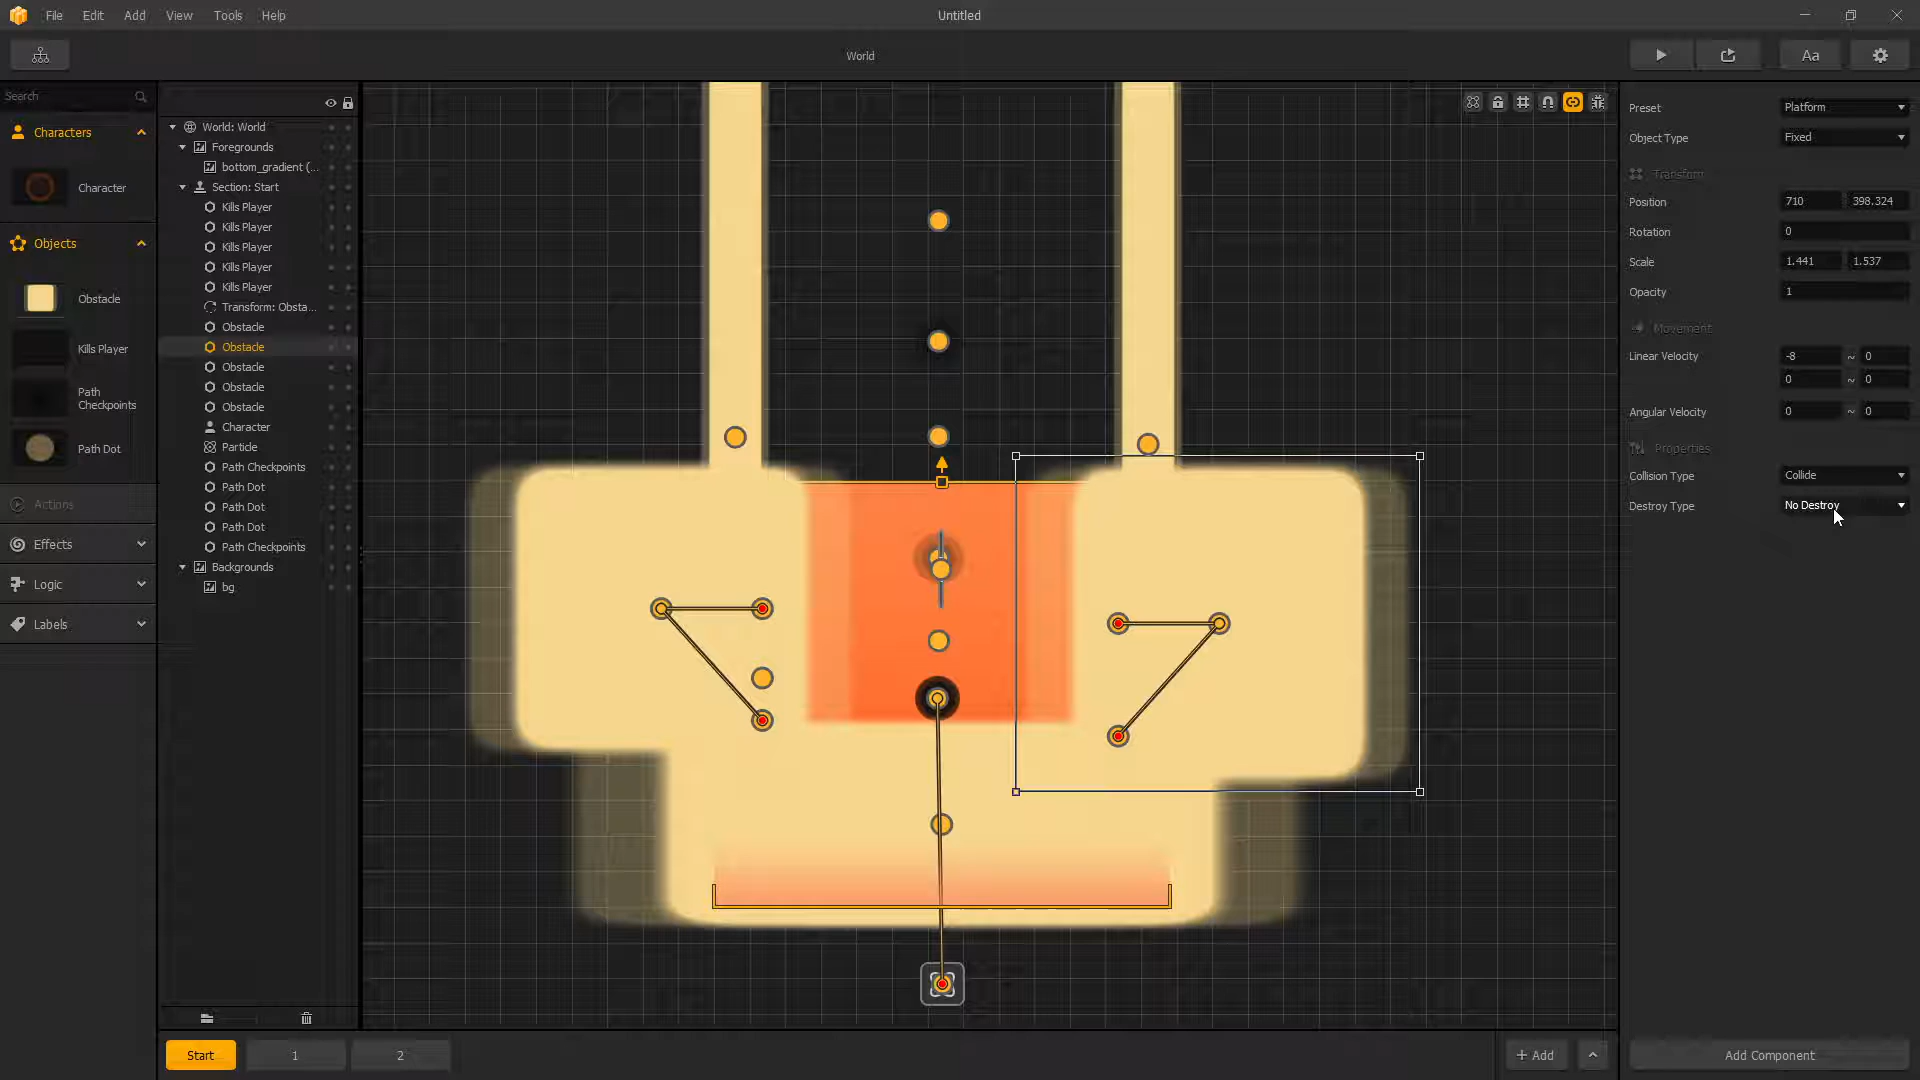 File Edit Add View Tools Help
Untitled
World
Aa
Search
Characters
Character
Objects
Obstacle
Kills Player
Path
Checkpoints
Path Dot
Actions
Effects
Logic
Labels
World: World
Foregrounds
bottom_gradient (...
Section: Start
Kills Player
Kills Player
Kills Player
Kills Player
Kills Player
Transform: Obsta...
Obstacle
Obstacle
Obstacle
Obstacle
Obstacle
Character
Particle
Path Checkpoints
Path Dot
Path Dot
Path Dot
Path Checkpoints
Backgrounds
bg
Preset Platform
Object Type Fixed
Transform
Position 710 398.324
Rotation 0
Scale 1.441 1.537
Opacity 1
Movement
Linear Velocity -8 ~ 0
0 ~ 0
Angular Velocity 0 ~ 0
Properties
Collision Type Collide
Destroy Type No Destroy
Start 1 2
+ Add
Add Component